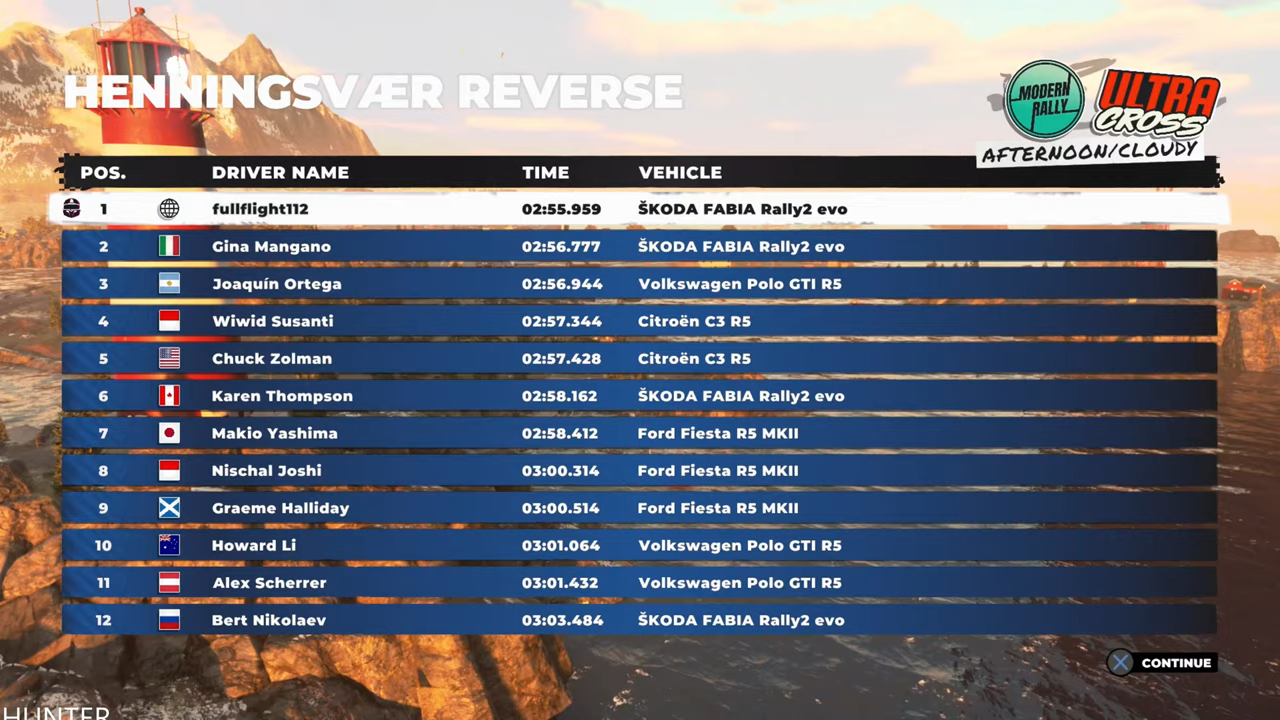 HENNINGSVÆR REVERSE
MODERN RALLY
ULTRA CROSS
AFTERNOON/CLOUDY
POS. DRIVER NAME TIME VEHICLE
1 fullflight112 02:55.959 ŠKODA FABIA Rally2 evo
2 Gina Mangano 02:56.777 ŠKODA FABIA Rally2 evo
3 Joaquín Ortega 02:56.944 Volkswagen Polo GTI R5
4 Wiwid Susanti 02:57.344 Citroën C3 R5
5 Chuck Zolman 02:57.428 Citroën C3 R5
6 Karen Thompson 02:58.162 ŠKODA FABIA Rally2 evo
7 Makio Yashima 02:58.412 Ford Fiesta R5 MKII
8 Nischal Joshi 03:00.314 Ford Fiesta R5 MKII
9 Graeme Halliday 03:00.514 Ford Fiesta R5 MKII
10 Howard Li 03:01.064 Volkswagen Polo GTI R5
11 Alex Scherrer 03:01.432 Volkswagen Polo GTI R5
12 Bert Nikolaev 03:03.484 ŠKODA FABIA Rally2 evo
CONTINUE
HUNTER